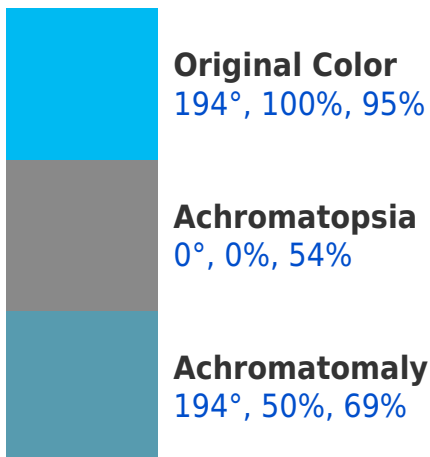 Original Color
194°, 100%, 95%
Achromatopsia
0°, 0%, 54%
Achromatomaly
194°, 50%, 69%